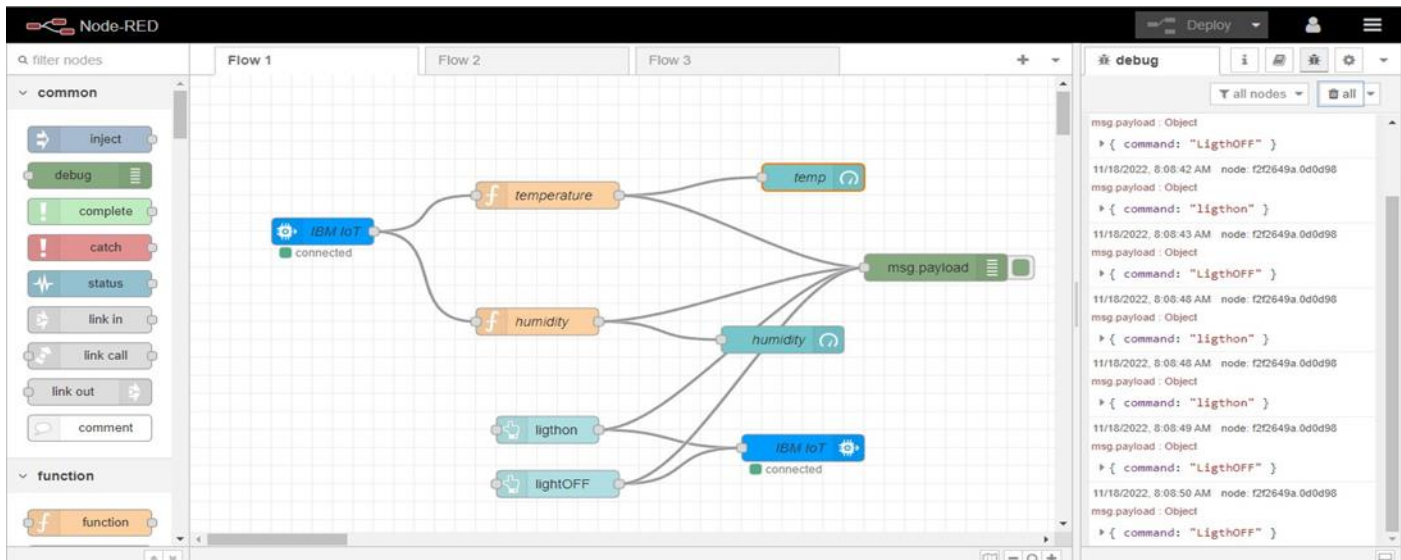 Node-RED
Deploy
filter nodes
Flow 1
Flow 2
Flow 3
debug
i
all nodes
all
common
inject
debug
complete
catch
status
link in
link call
link out
comment
function
function
IBM IoT
connected
temperature
humidity
temp
msg.payload
humidity
ligthon
lightOFF
IBM IoT
connected
msg.payload : Object
{ command: "LigthOFF" }
11/18/2022, 8:08:42 AM node: f2f2649a.0d0d98
msg.payload : Object
{ command: "ligthon" }
11/18/2022, 8:08:43 AM node: f2f2649a.0d0d98
msg.payload : Object
{ command: "LigthOFF" }
11/18/2022, 8:08:48 AM node: f2f2649a.0d0d98
msg.payload : Object
{ command: "ligthon" }
11/18/2022, 8:08:48 AM node: f2f2649a.0d0d98
msg.payload : Object
{ command: "ligthon" }
11/18/2022, 8:08:49 AM node: f2f2649a.0d0d98
msg.payload : Object
{ command: "LigthOFF" }
11/18/2022, 8:08:50 AM node: f2f2649a.0d0d98
msg.payload : Object
{ command: "LigthOFF" }